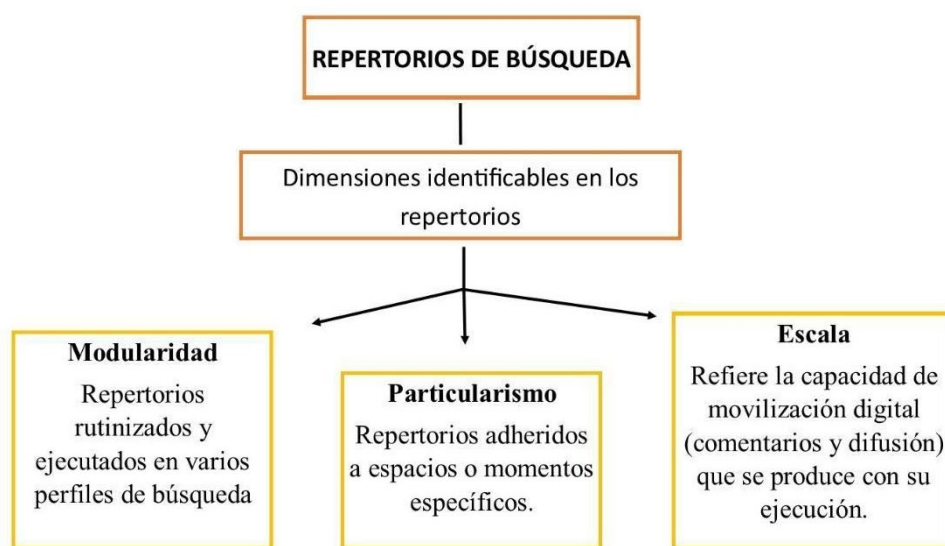 REPERTORIOS DE BÚSQUEDA
Dimensiones identificables en los
repertorios
Modularidad
Repertorios
rutinizados y
ejecutados en varios
perfiles de búsqueda
Particularismo
Repertorios adheridos
a espacios o momentos
específicos.
Escala
Refiere la capacidad de
movilización digital
(comentarios y difusión)
que se produce con su
ejecución.